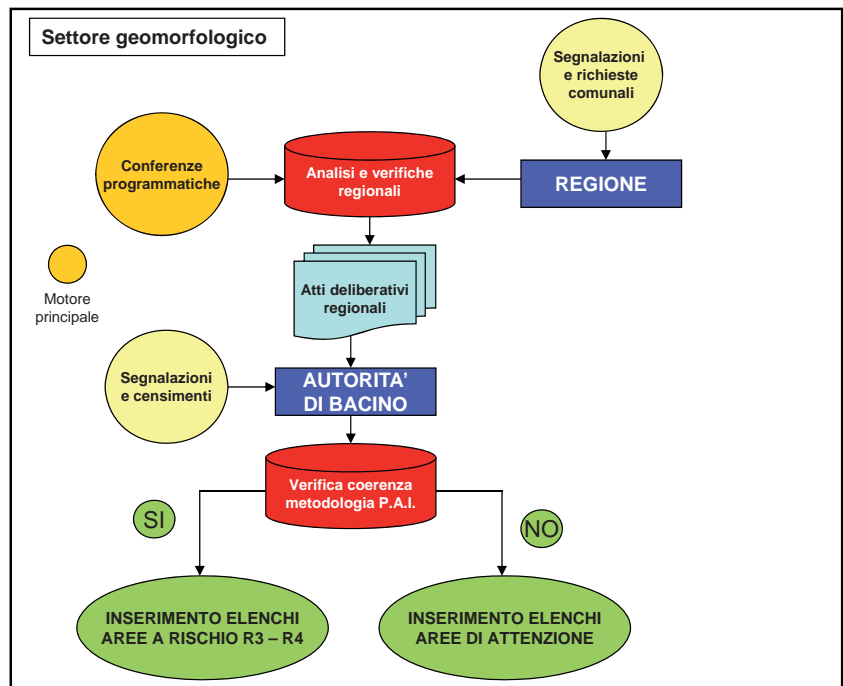 Settore geomorfologico
Segnalazioni
e richieste
comunali
Conferenze
programmatiche
Analisi e verifiche
regionali
REGIONE
Motore
principale
Atti deliberativi
regionali
Segnalazioni
e censimenti
AUTORITA’
DI BACINO
Verifica coerenza
metodologia P.A.I.
SI
NO
INSERIMENTO ELENCHI
AREE A RISCHIO R3 – R4
INSERIMENTO ELENCHI
AREE DI ATTENZIONE